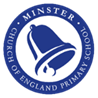 · MINSTER ·
CHURCH OF ENGLAND PRIMARY SCHOOL